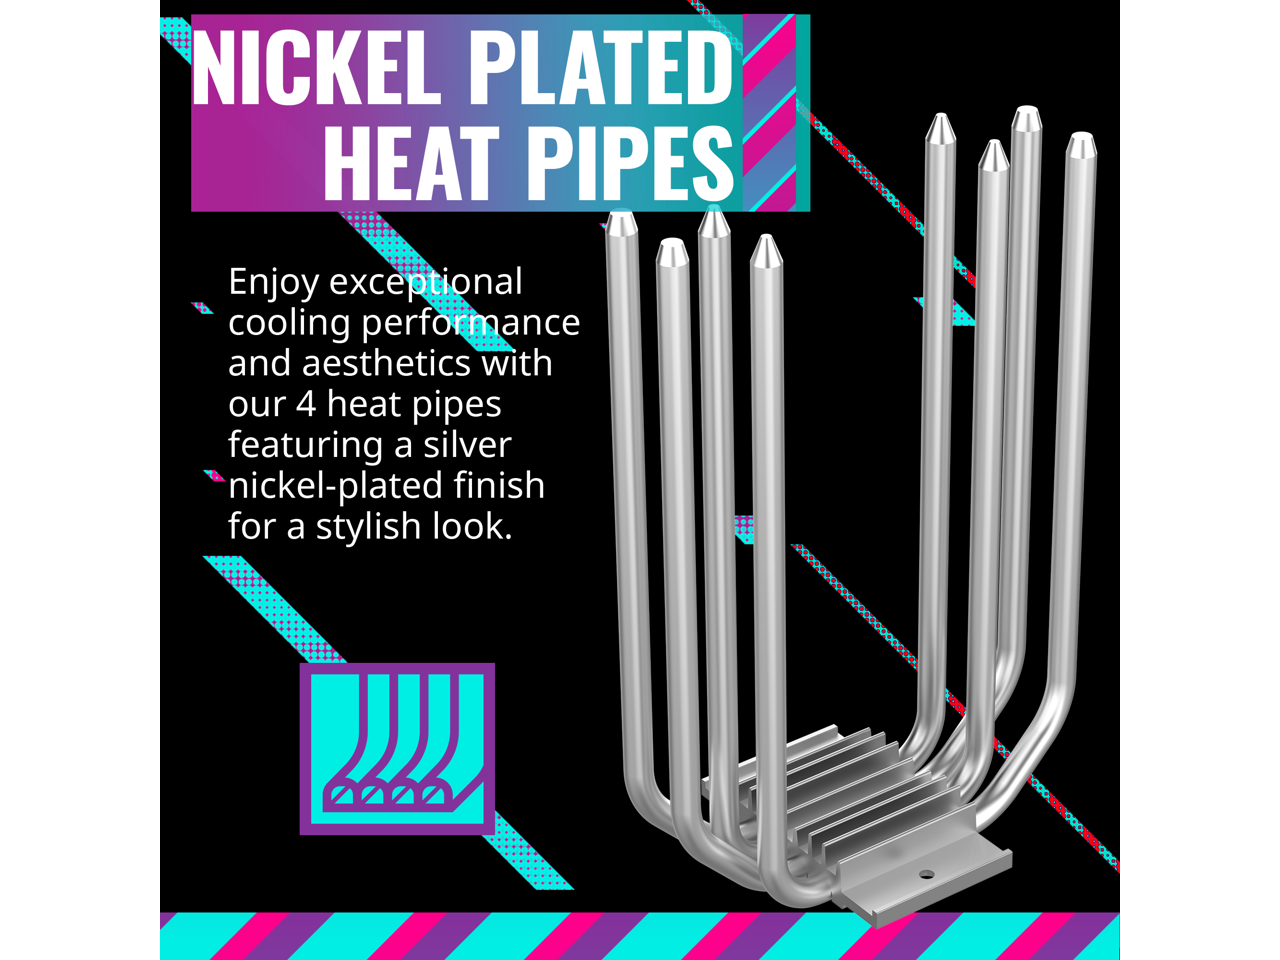 NICKEL PLATED
HEAT PIPES
Enjoy exceptional
cooling performance
and aesthetics with
our 4 heat pipes
featuring a silver
nickel-plated finish
for a stylish look.